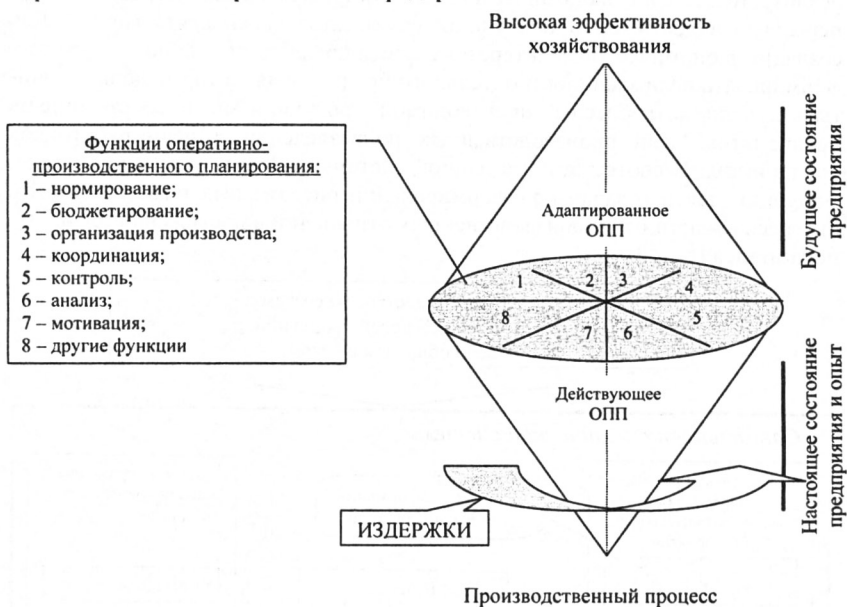 Высокая эффективность
хозяйствования
Функции оперативно-
производственного планирования:
1 – нормирование;
2 – бюджетирование;
3 – организация производства;
4 – координация;
5 – контроль;
6 – анализ;
7 – мотивация;
8 – другие функции
Адаптированное
ОПП
1
2
3
4
8
7
6
5
Действующее
ОПП
ИЗДЕРЖКИ
Производственный процесс
Будущее состояние
предприятия
Настоящее состояние
предприятия и опыт